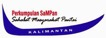 Perkumpulan SaMPan
Sahabat Masyarakat Pantai
KALIMANTAN